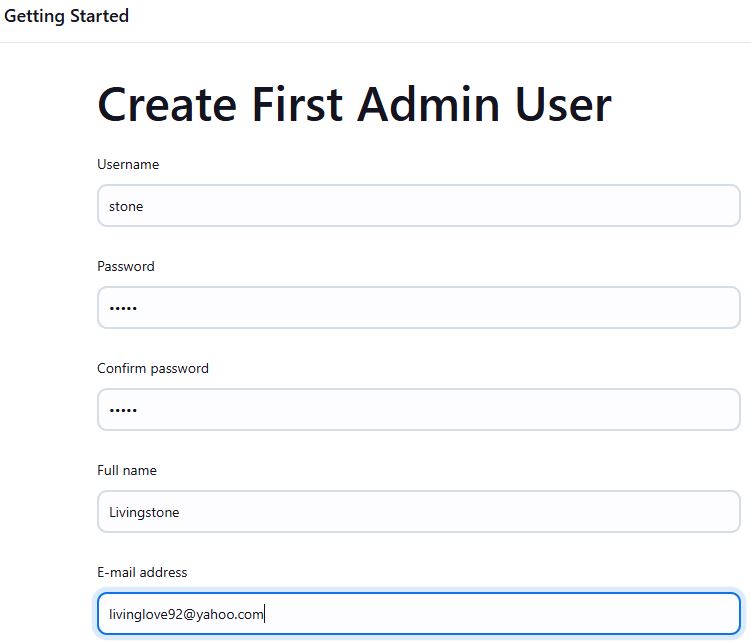 Getting Started
Create First Admin User
Username
stone
Password
•••••
Confirm password
•••••
Full name
Livingstone
E-mail address
livinglove92@yahoo.com